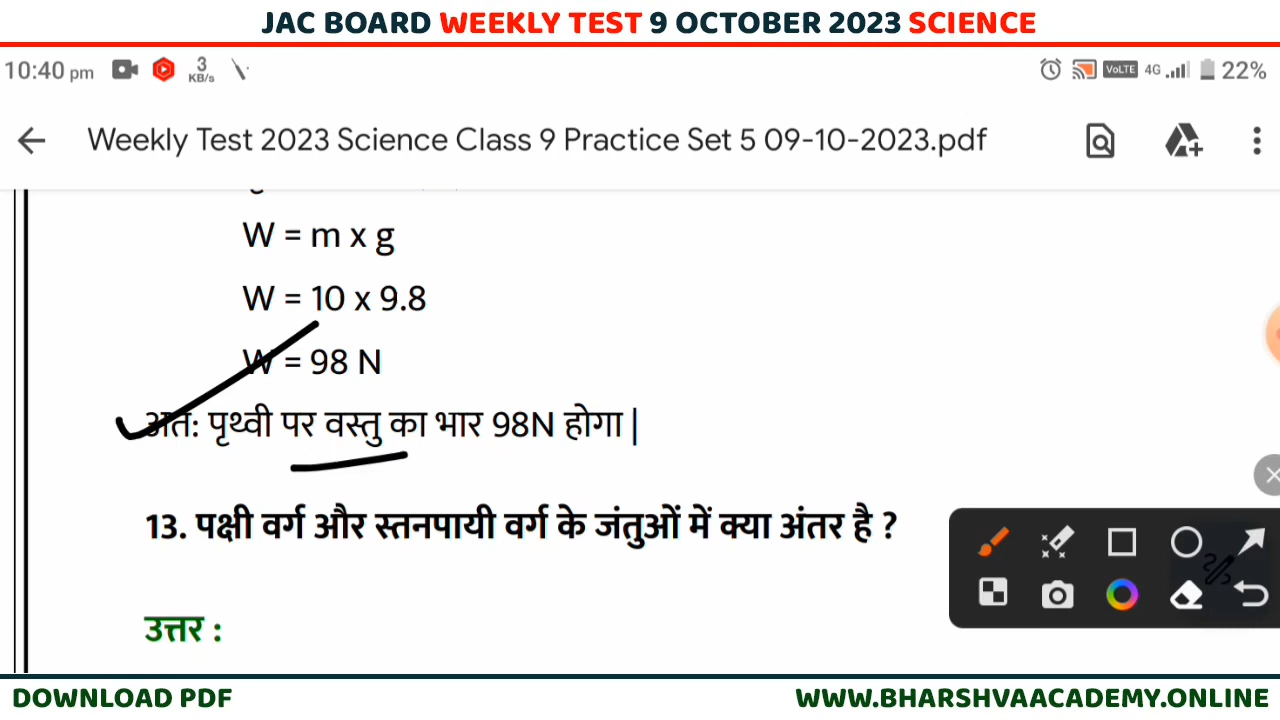 JAC BOARD WEEKLY TEST 9 OCTOBER 2023 SCIENCE
10:40 pm 3 KB/s VoLTE 4G 22%
Weekly Test 2023 Science Class 9 Practice Set 5 09-10-2023.pdf
W = m x g
W = 10 x 9.8
W = 98 N
अत: पृथ्वी पर वस्तु का भार 98N होगा |
13. पक्षी वर्ग और स्तनपायी वर्ग के जंतुओं में क्या अंतर है ?
उत्तर :
DOWNLOAD PDF
WWW.BHARSHVAACADEMY.ONLINE